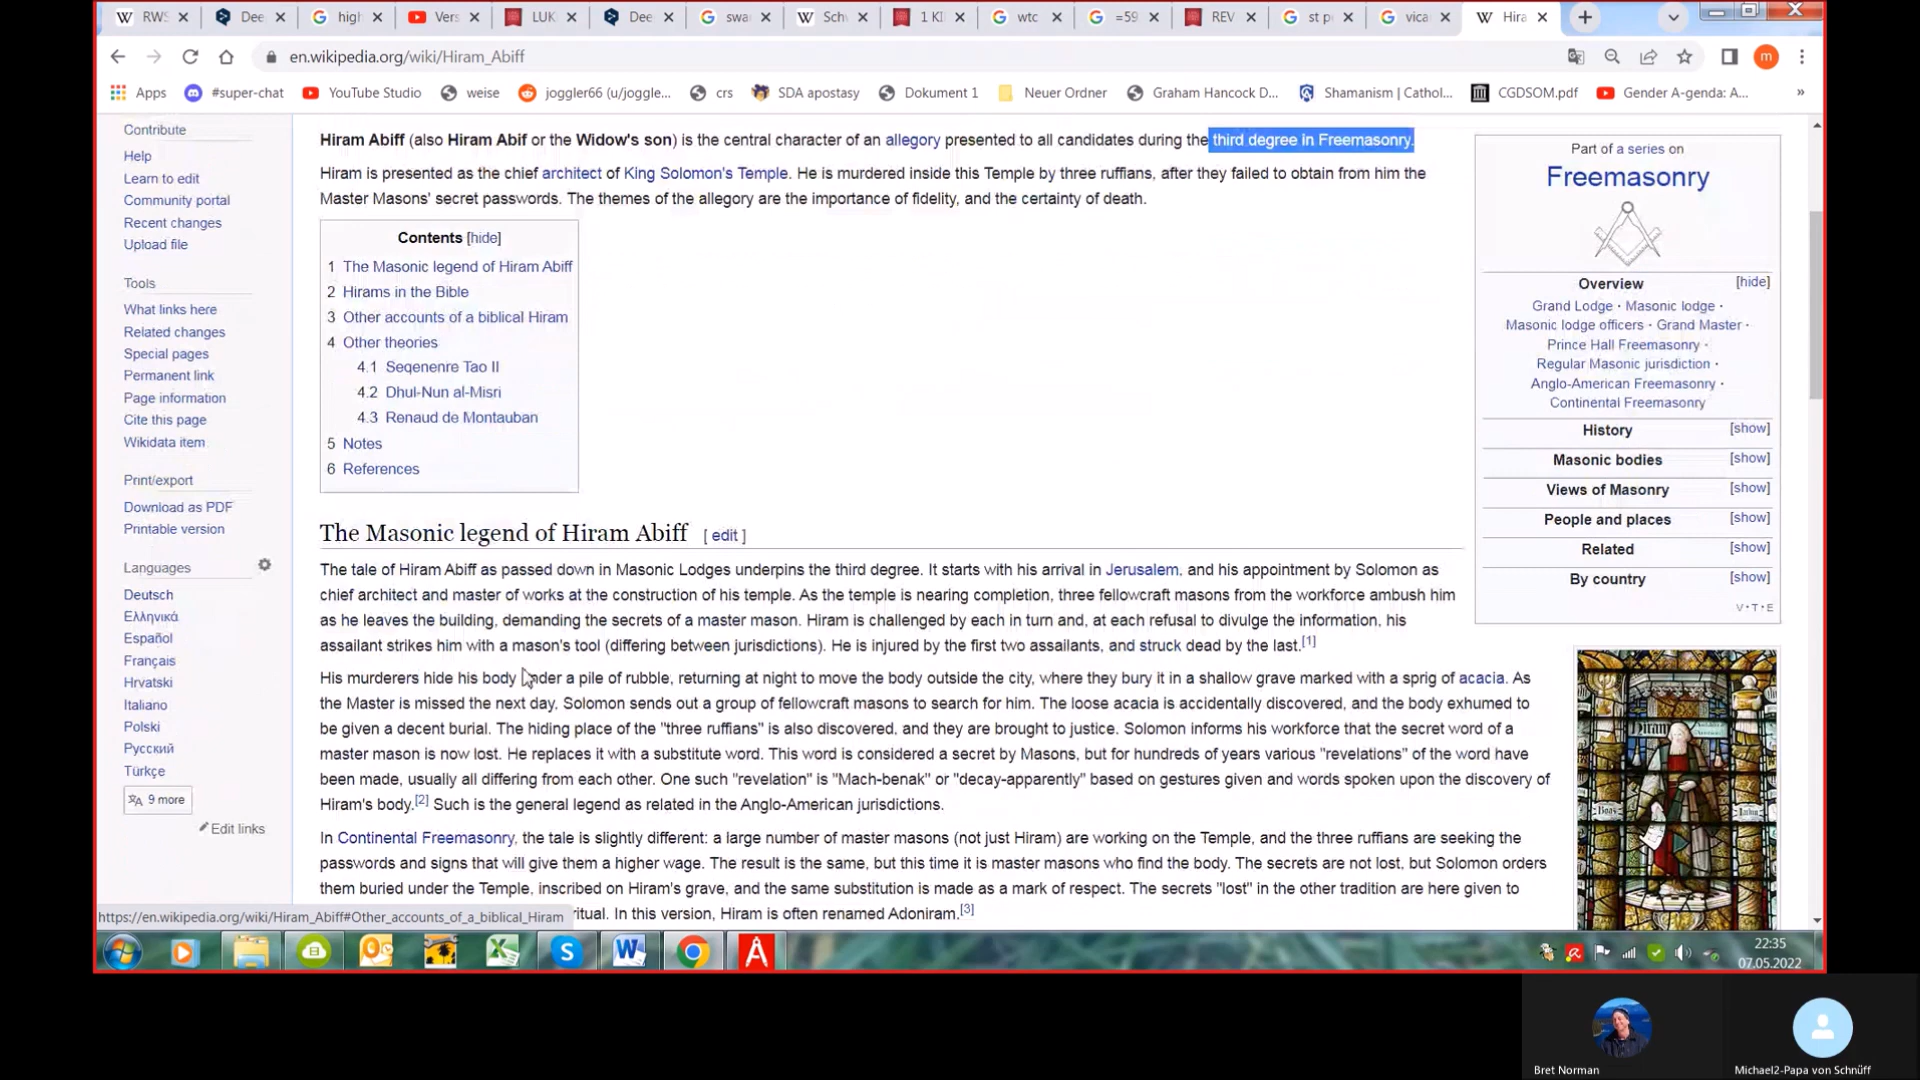 RWS
Dee
high
Vers
LUK
Dee
swa
Sch
1 KI
wtc
=59
REV
st p
vica
Hira
en.wikipedia.org/wiki/Hiram_Abiff
m
Apps
#super-chat
YouTube Studio
weise
joggler66 (u/joggle...
crs
SDA apostasy
Dokument 1
Neuer Ordner
Graham Hancock D...
Shamanism | Cathol...
CGDSOM.pdf
Gender A-genda: A...
»
Contribute
Help
Learn to edit
Community portal
Recent changes
Upload file
Tools
What links here
Related changes
Special pages
Permanent link
Page information
Cite this page
Wikidata item
Print/export
Download as PDF
Printable version
Languages
Deutsch
Ελληνικά
Español
Français
Hrvatski
Italiano
Polski
Русский
Türkçe
9 more
Edit links
Hiram Abiff (also Hiram Abif or the Widow's son) is the central character of an allegory presented to all candidates during the third degree in Freemasonry.
Hiram is presented as the chief architect of King Solomon's Temple. He is murdered inside this Temple by three ruffians, after they failed to obtain from him the
Master Masons' secret passwords. The themes of the allegory are the importance of fidelity, and the certainty of death.
Contents [hide]
1 The Masonic legend of Hiram Abiff
2 Hirams in the Bible
3 Other accounts of a biblical Hiram
4 Other theories
4.1 Seqenenre Tao II
4.2 Dhul-Nun al-Misri
4.3 Renaud de Montauban
5 Notes
6 References
The Masonic legend of Hiram Abiff [ edit ]
The tale of Hiram Abiff as passed down in Masonic Lodges underpins the third degree. It starts with his arrival in Jerusalem, and his appointment by Solomon as
chief architect and master of works at the construction of his temple. As the temple is nearing completion, three fellowcraft masons from the workforce ambush him
as he leaves the building, demanding the secrets of a master mason. Hiram is challenged by each in turn and, at each refusal to divulge the information, his
assailant strikes him with a mason's tool (differing between jurisdictions). He is injured by the first two assailants, and struck dead by the last.[1]
His murderers hide his body under a pile of rubble, returning at night to move the body outside the city, where they bury it in a shallow grave marked with a sprig of acacia. As
the Master is missed the next day, Solomon sends out a group of fellowcraft masons to search for him. The loose acacia is accidentally discovered, and the body exhumed to
be given a decent burial. The hiding place of the "three ruffians" is also discovered, and they are brought to justice. Solomon informs his workforce that the secret word of a
master mason is now lost. He replaces it with a substitute word. This word is considered a secret by Masons, but for hundreds of years various "revelations" of the word have
been made, usually all differing from each other. One such "revelation" is "Mach-benak" or "decay-apparently" based on gestures given and words spoken upon the discovery of
Hiram's body.[2] Such is the general legend as related in the Anglo-American jurisdictions.
In Continental Freemasonry, the tale is slightly different: a large number of master masons (not just Hiram) are working on the Temple, and the three ruffians are seeking the
passwords and signs that will give them a higher wage. The result is the same, but this time it is master masons who find the body. The secrets are not lost, but Solomon orders
them buried under the Temple, inscribed on Hiram's grave, and the same substitution is made as a mark of respect. The secrets "lost" in the other tradition are here given to
ritual. In this version, Hiram is often renamed Adoniram.[3]
Part of a series on
Freemasonry
Overview [hide]
Grand Lodge · Masonic lodge ·
Masonic lodge officers · Grand Master ·
Prince Hall Freemasonry ·
Regular Masonic jurisdiction ·
Anglo-American Freemasonry ·
Continental Freemasonry
History [show]
Masonic bodies [show]
Views of Masonry [show]
People and places [show]
Related [show]
By country [show]
V·T·E
Hiram
Boaz
https://en.wikipedia.org/wiki/Hiram_Abiff#Other_accounts_of_a_biblical_Hiram
22:35
07.05.2022
Bret Norman
Michael2-Papa von Schnüff